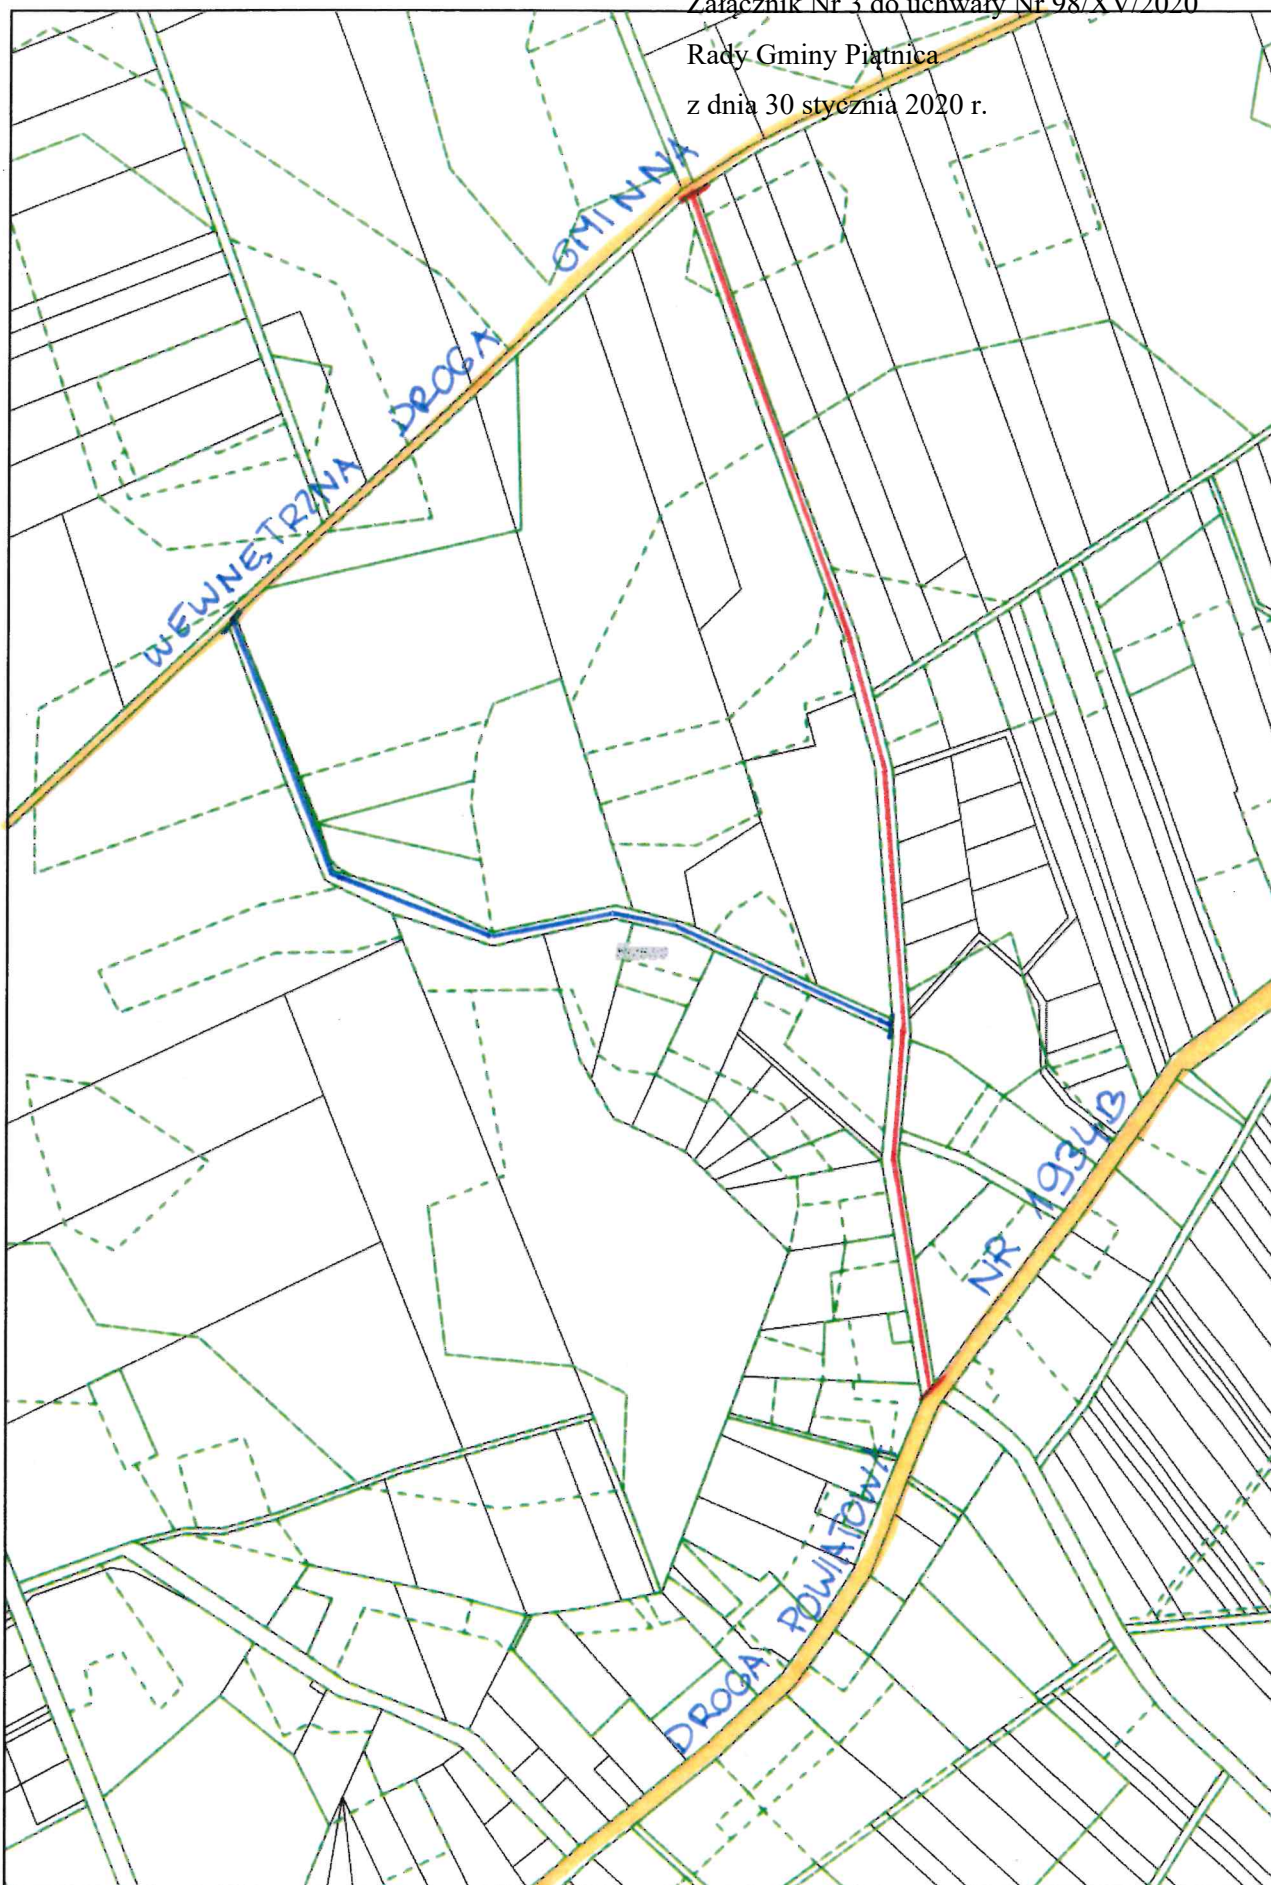 Załącznik Nr 3 do uchwały Nr 98/XV/2020
Rady Gminy Piątnica
z dnia 30 stycznia 2020 r.
WEWNĘTRZNA DROGA GMINNA
DROGA POWIATOWA NR 1934B